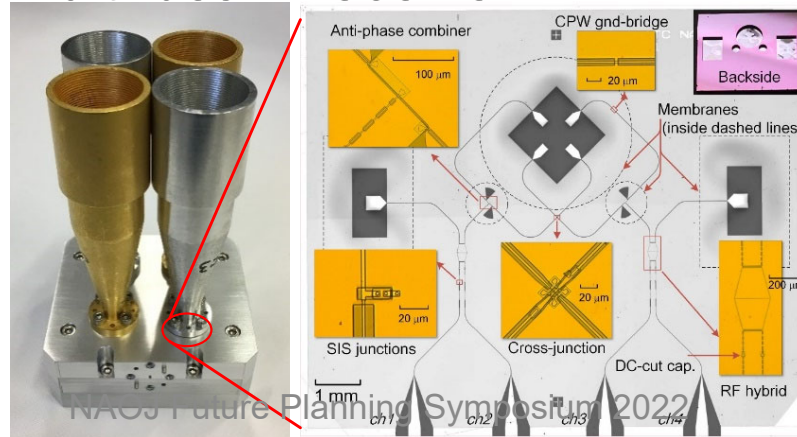 Anti-phase combiner
100 μm
CPW gnd-bridge
20 μm
Backside
Membranes
(inside dashed lines)
20 μm
SIS junctions
20 μm
Cross-junction
200 μm
DC-cut cap.
RF hybrid
1 mm
ch1 ch2 ch3 ch4
NAOJ Future Planning Symposium 2022